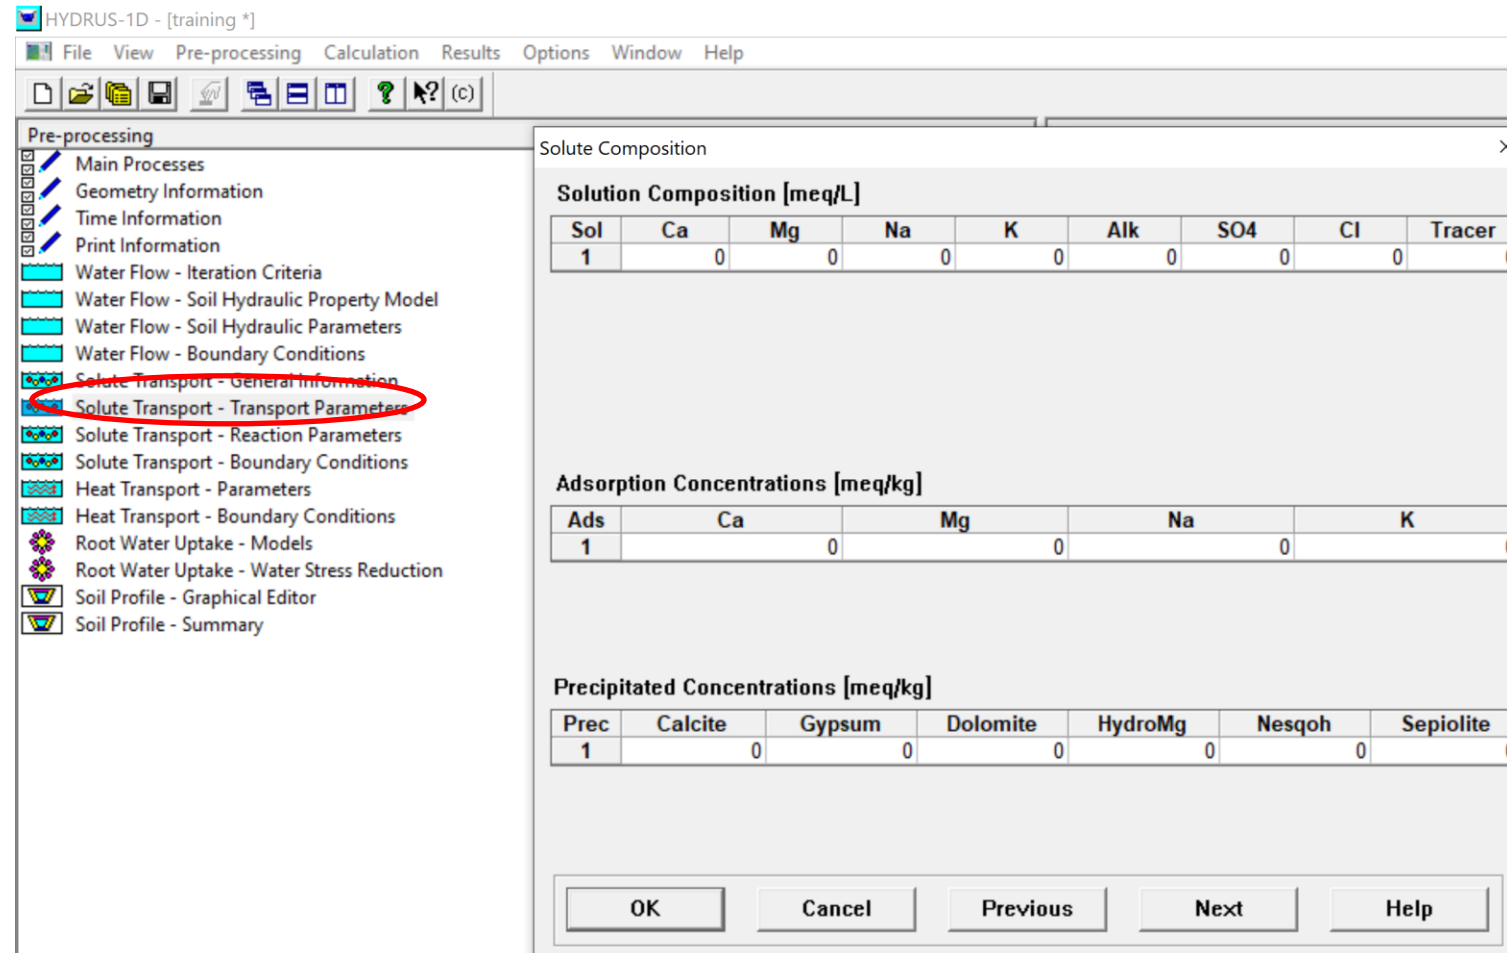 HYDRUS-1D - [training *]
File View Pre-processing Calculation Results Options Window Help
? ? (c)
Pre-processing
Main Processes
Geometry Information
Time Information
Print Information
Water Flow - Iteration Criteria
Water Flow - Soil Hydraulic Property Model
Water Flow - Soil Hydraulic Parameters
Water Flow - Boundary Conditions
Solute Transport - General Information
Solute Transport - Transport Parameters
Solute Transport - Reaction Parameters
Solute Transport - Boundary Conditions
Heat Transport - Parameters
Heat Transport - Boundary Conditions
Root Water Uptake - Models
Root Water Uptake - Water Stress Reduction
Soil Profile - Graphical Editor
Soil Profile - Summary
Solute Composition
Solution Composition [meq/L]
Sol Ca Mg Na K Alk SO4 Cl Tracer
1 0 0 0 0 0 0 0
Adsorption Concentrations [meq/kg]
Ads Ca Mg Na K
1 0 0 0
Precipitated Concentrations [meq/kg]
Prec Calcite Gypsum Dolomite HydroMg Nesqoh Sepiolite
1 0 0 0 0 0
OK Cancel Previous Next Help